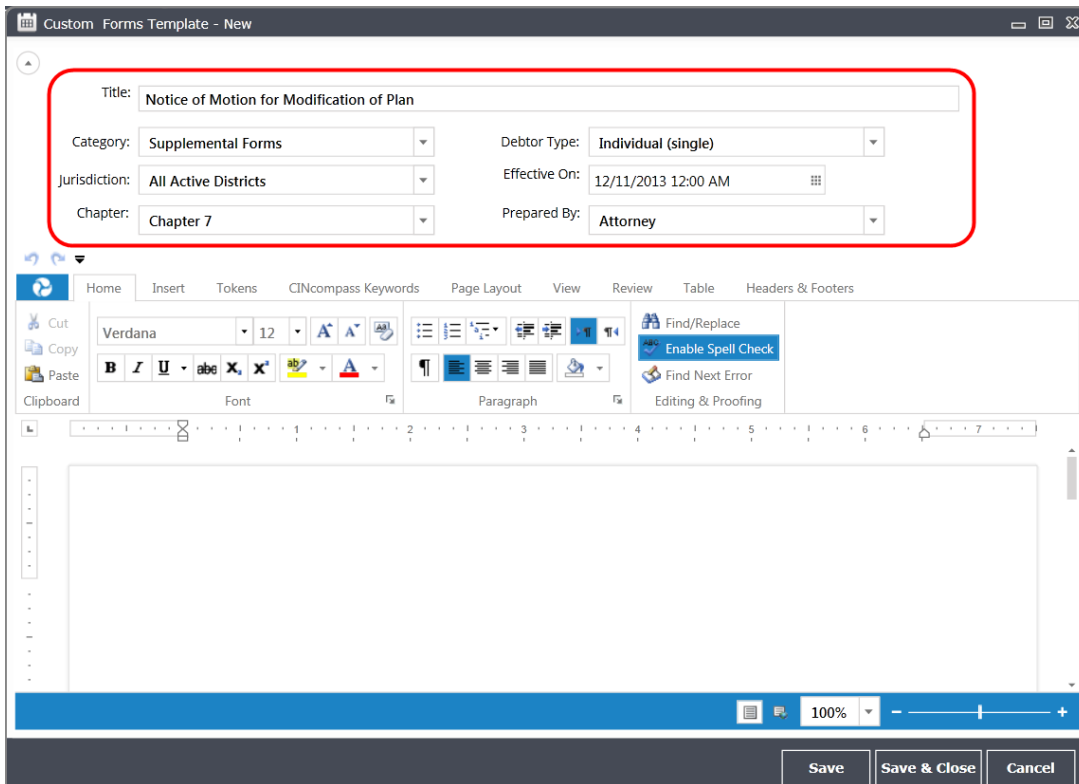 Custom Forms Template - New
Title: Notice of Motion for Modification of Plan
Category: Supplemental Forms Debtor Type: Individual (single)
Jurisdiction: All Active Districts Effective On: 12/11/2013 12:00 AM
Chapter: Chapter 7 Prepared By: Attorney
Home Insert Tokens CINcompass Keywords Page Layout View Review Table Headers & Footers
Cut Find/Replace
Verdana 12
Copy Enable Spell Check
Paste B I U abc X₂ X² ab A ¶ Find Next Error
Clipboard Font Paragraph Editing & Proofing
1 2 3 4 5 6 7
100%
Save Save & Close Cancel